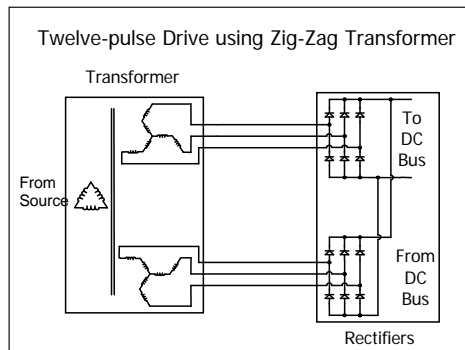 Twelve-pulse Drive using Zig-Zag Transformer
Transformer
To
DC
Bus
From
Source
From
DC
Bus
Rectifiers